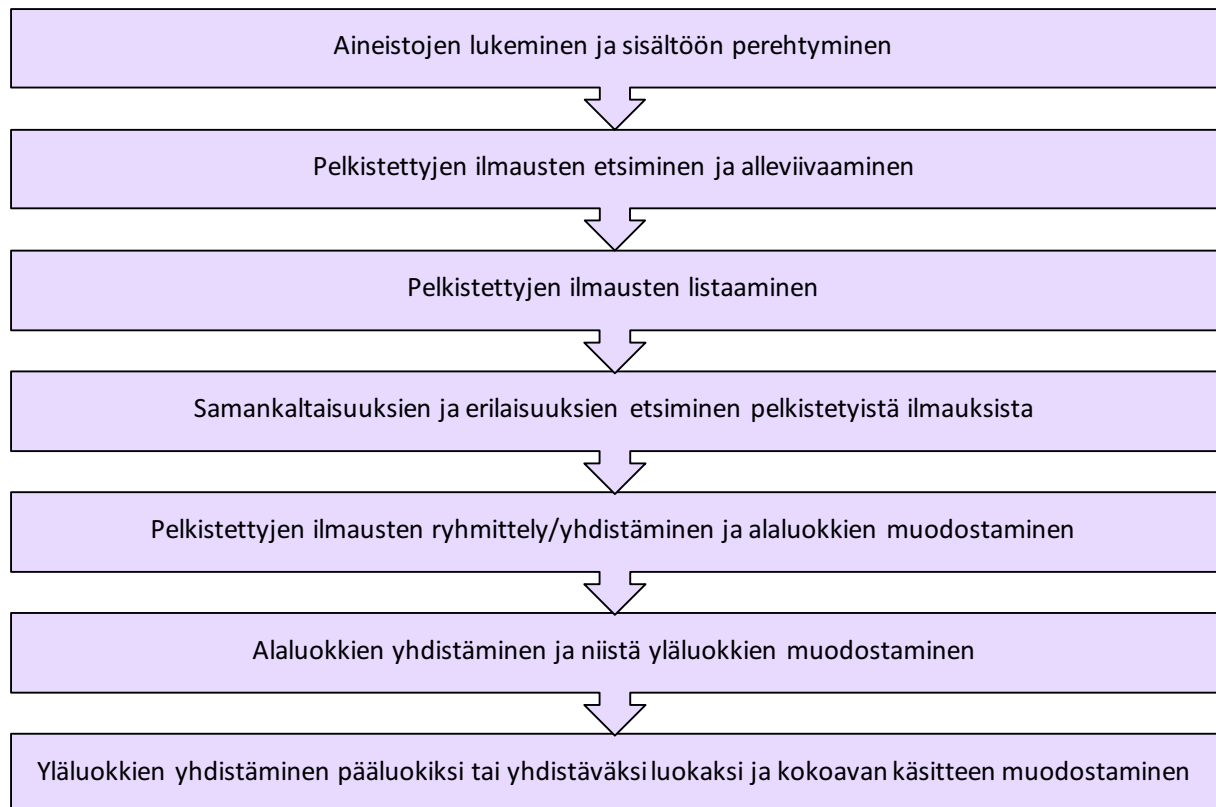 Aineistojen lukeminen ja sisältöön perehtyminen
Pelkistettyjen ilmausten etsiminen ja alleviivaaminen
Pelkistettyjen ilmausten listaaminen
Samankaltaisuuksien ja erilaisuuksien etsiminen pelkistetyistä ilmauksista
Pelkistettyjen ilmausten ryhmittely/yhdistäminen ja alaluokkien muodostaminen
Alaluokkien yhdistäminen ja niistä yläluokkien muodostaminen
Yläluokkien yhdistäminen pääluokiksi tai yhdistäväksi luokaksi ja kokoavan käsitteen muodostaminen